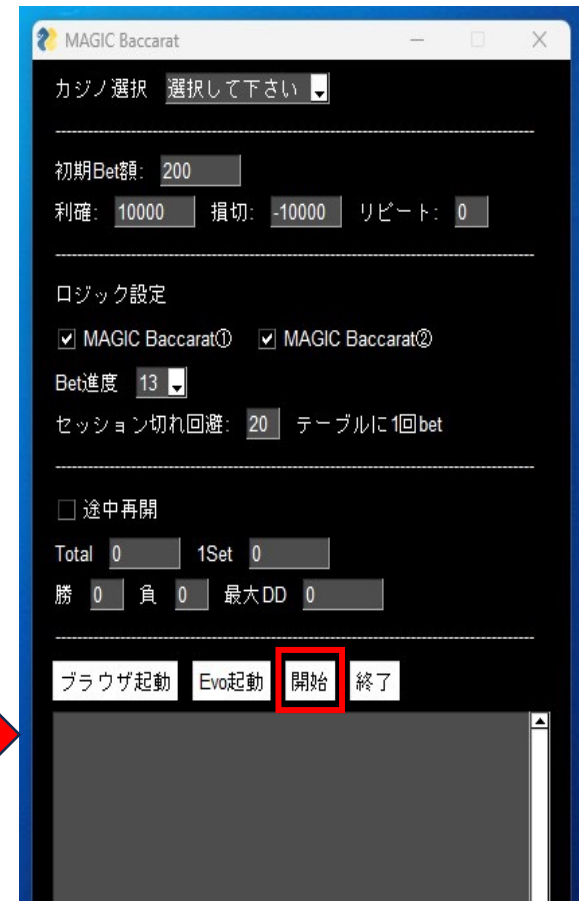 MAGIC Baccarat
カジノ選択 選択して下さい
初期Bet額: 200
利確: 10000 損切: -10000 リピート: 0
ロジック設定
MAGIC Baccarat① MAGIC Baccarat②
Bet進度 13
セッション切れ回避: 20 テーブルに1回bet
途中再開
Total 0 1Set 0
勝 0 負 0 最大DD 0
ブラウザ起動 Evo起動 開始 終了